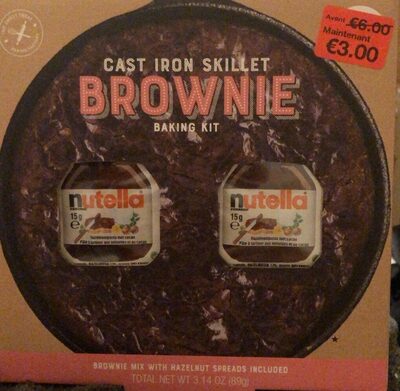 Avant €6.00
Maintenant
€3.00
CAST IRON SKILLET
BROWNIE
BAKING KIT
nutella
15g
e
nutella
15g
e
BROWNIE MIX WITH HAZELNUT SPREADS INCLUDED
TOTAL NET WT 3.14 OZ (89g)